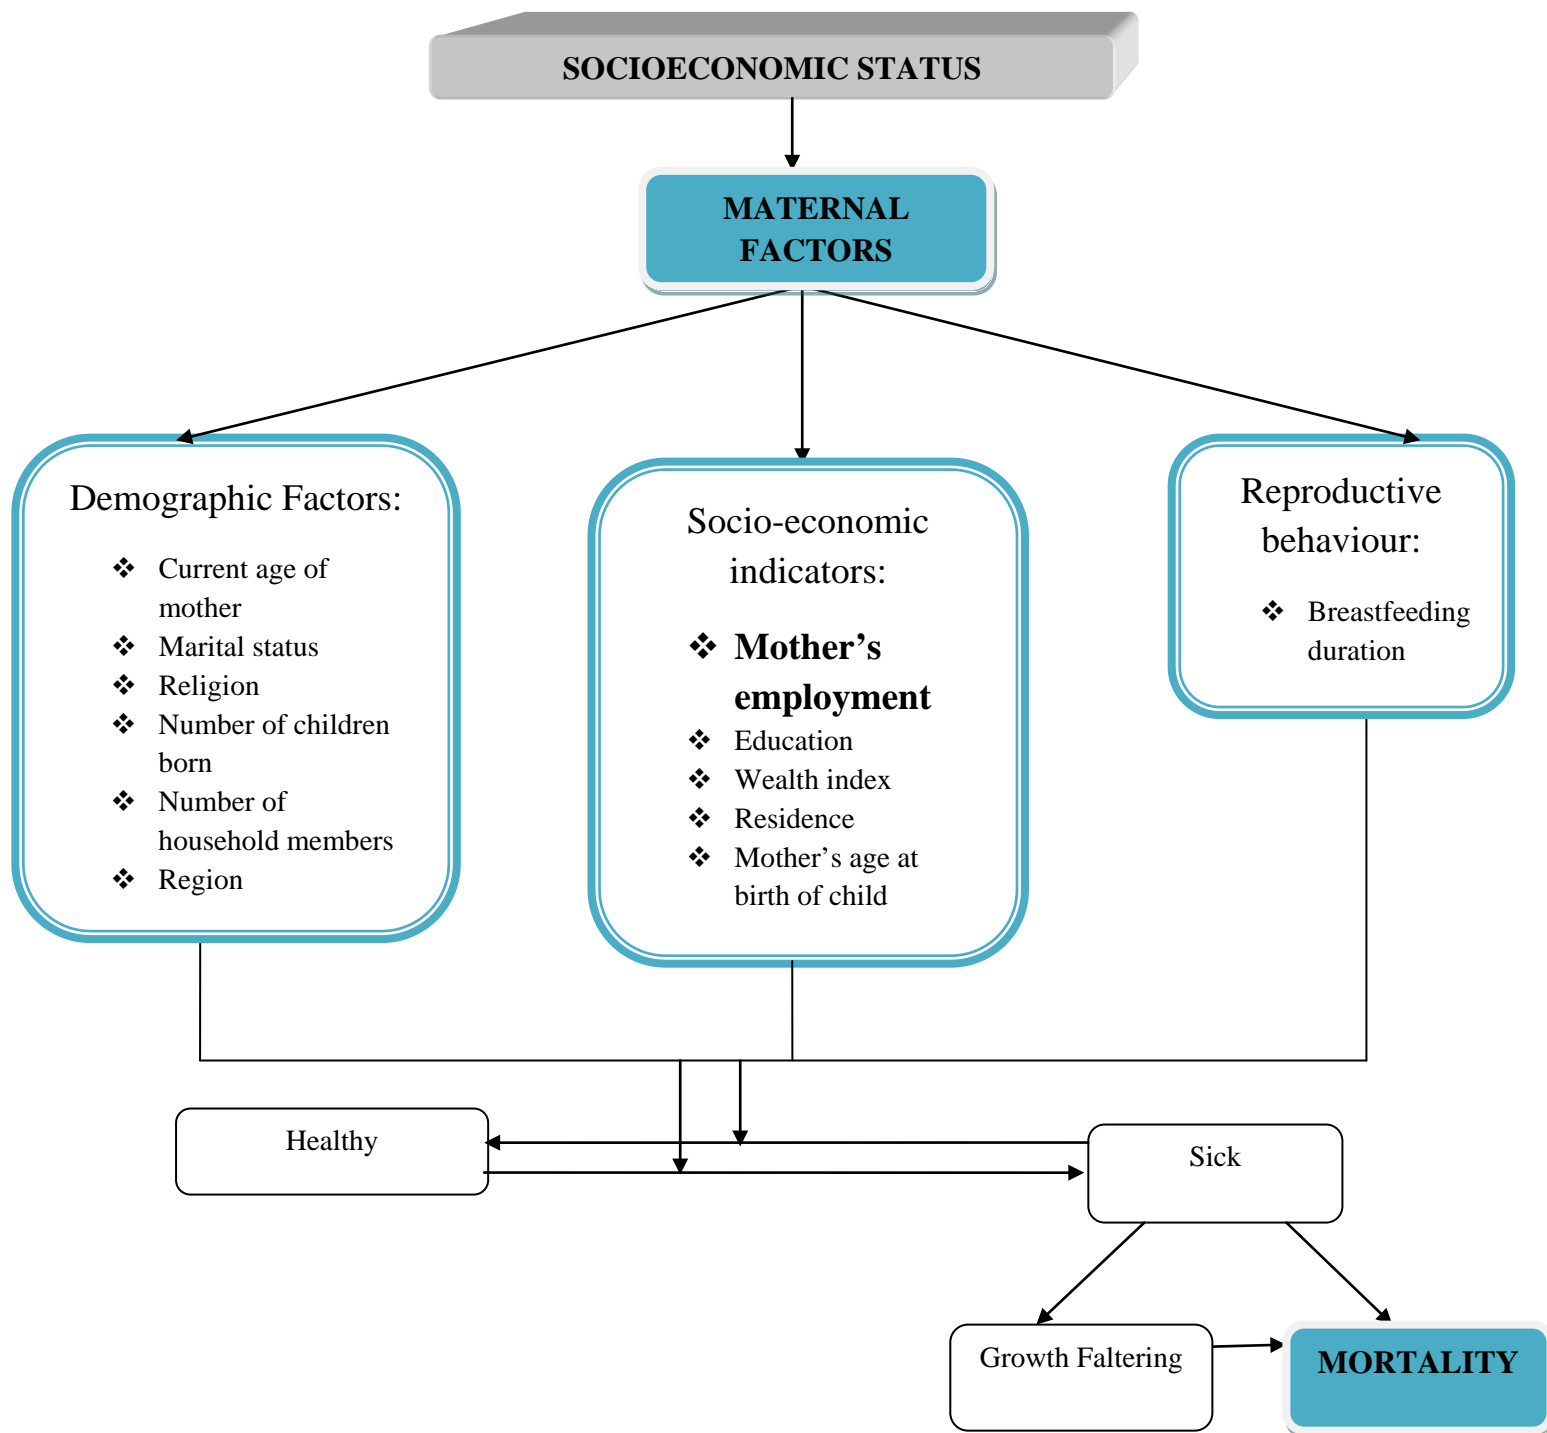 SOCIOECONOMIC STATUS
MATERNAL
FACTORS
Demographic Factors:
❖ Current age of
mother
❖ Marital status
❖ Religion
❖ Number of children
born
❖ Number of
household members
❖ Region
Socio-economic
indicators:
❖ Mother’s
employment
❖ Education
❖ Wealth index
❖ Residence
❖ Mother’s age at
birth of child
Reproductive
behaviour:
❖ Breastfeeding
duration
Healthy
Sick
Growth Faltering
MORTALITY